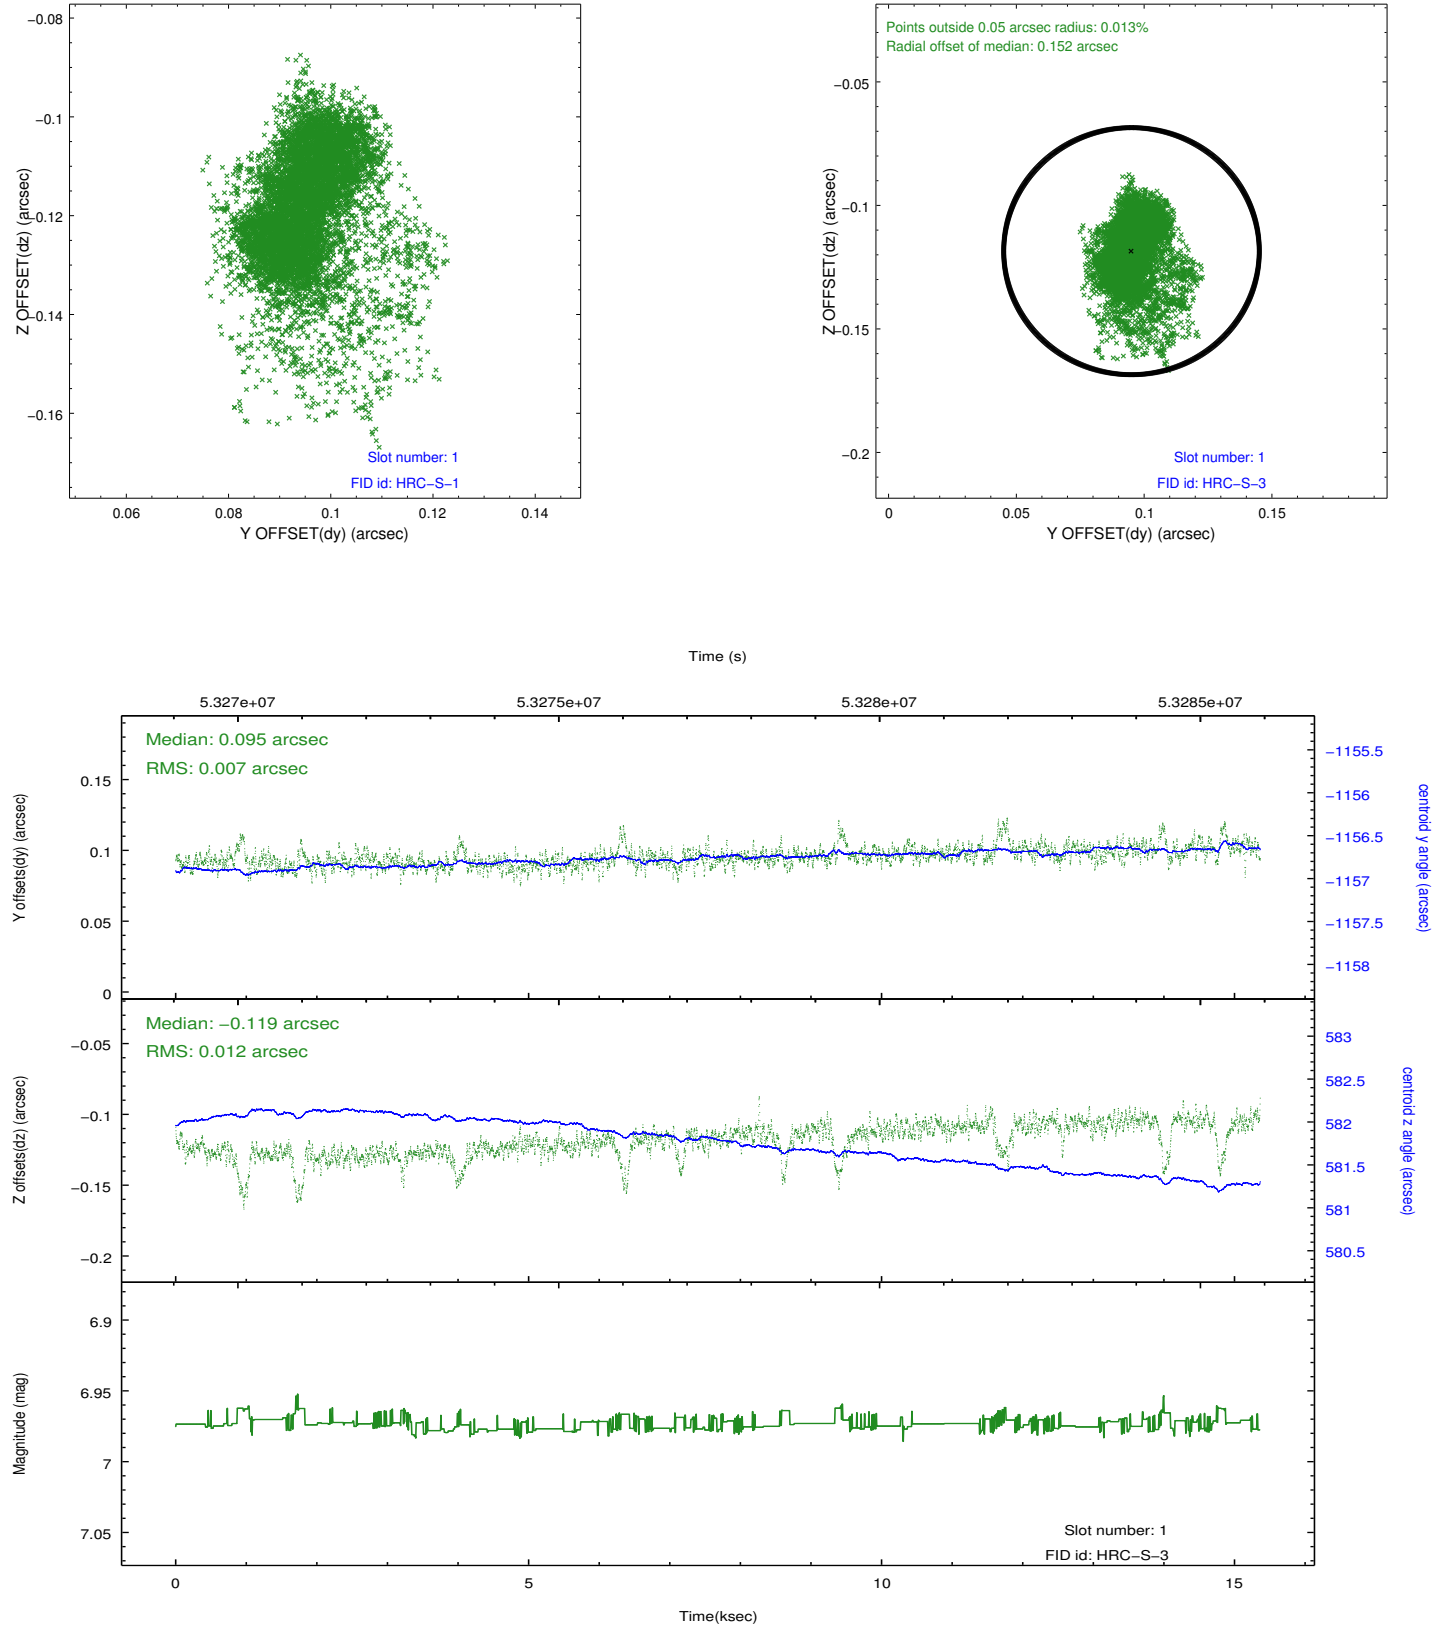 −0.08
−0.1
−0.12
−0.14
−0.16
Z OFFSET(dz) (arcsec)
Slot number: 1
FID id: HRC−S−1
0.06
0.08
0.1
0.12
0.14
Y OFFSET(dy) (arcsec)
Points outside 0.05 arcsec radius: 0.013%
Radial offset of median: 0.152 arcsec
−0.05
−0.1
−0.15
−0.2
Z OFFSET(dz) (arcsec)
Slot number: 1
FID id: HRC−S−3
0
0.05
0.1
0.15
Y OFFSET(dy) (arcsec)
Time (s)
5.327e+07
5.3275e+07
5.328e+07
5.3285e+07
Median: 0.095 arcsec
RMS: 0.007 arcsec
0.15
0.1
0.05
0
Y offsets(dy) (arcsec)
−1155.5
−1156
−1156.5
−1157
−1157.5
−1158
centroid y angle (arcsec)
Median: −0.119 arcsec
RMS: 0.012 arcsec
−0.05
−0.1
−0.15
−0.2
Z offsets(dz) (arcsec)
583
582.5
582
581.5
581
580.5
centroid z angle (arcsec)
6.9
6.95
7
7.05
Magnitude (mag)
Slot number: 1
FID id: HRC−S−3
0
5
10
15
Time(ksec)